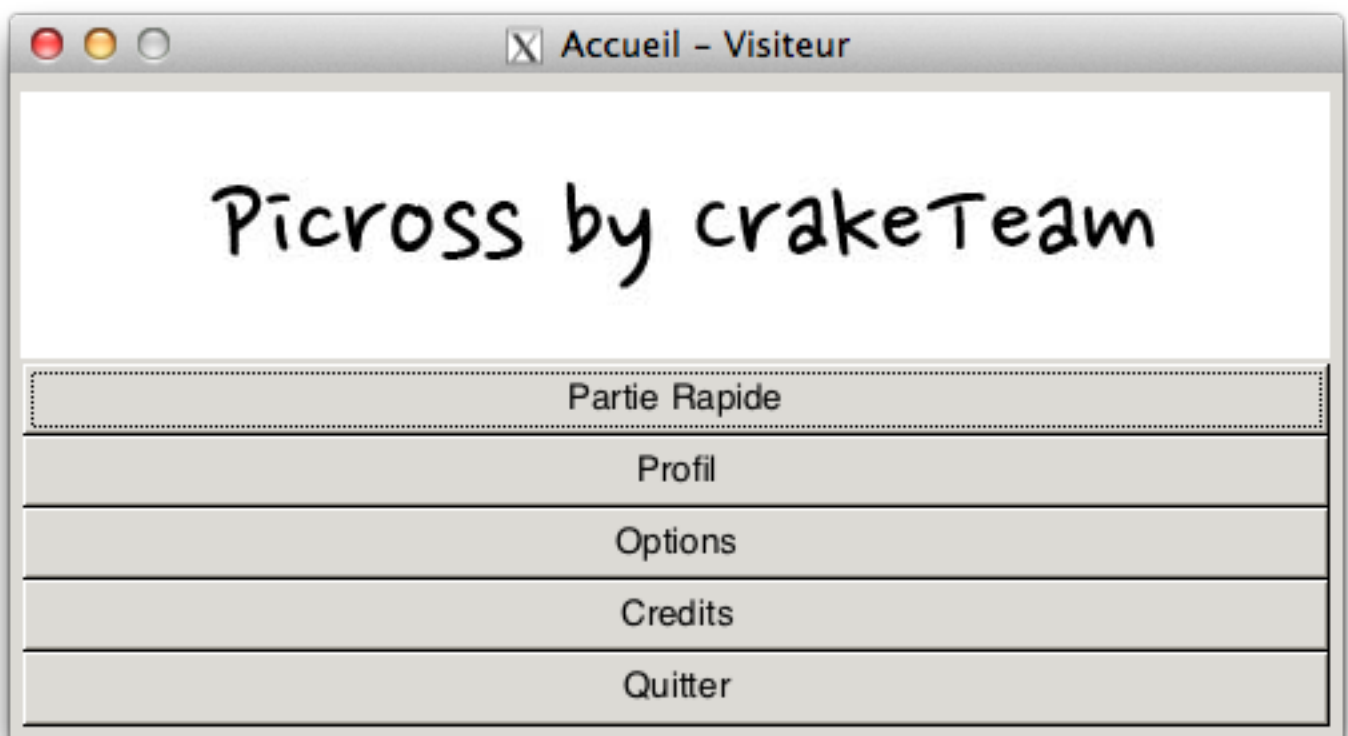 Accueil – Visiteur
Picross by crakeTeam
Partie Rapide
Profil
Options
Credits
Quitter